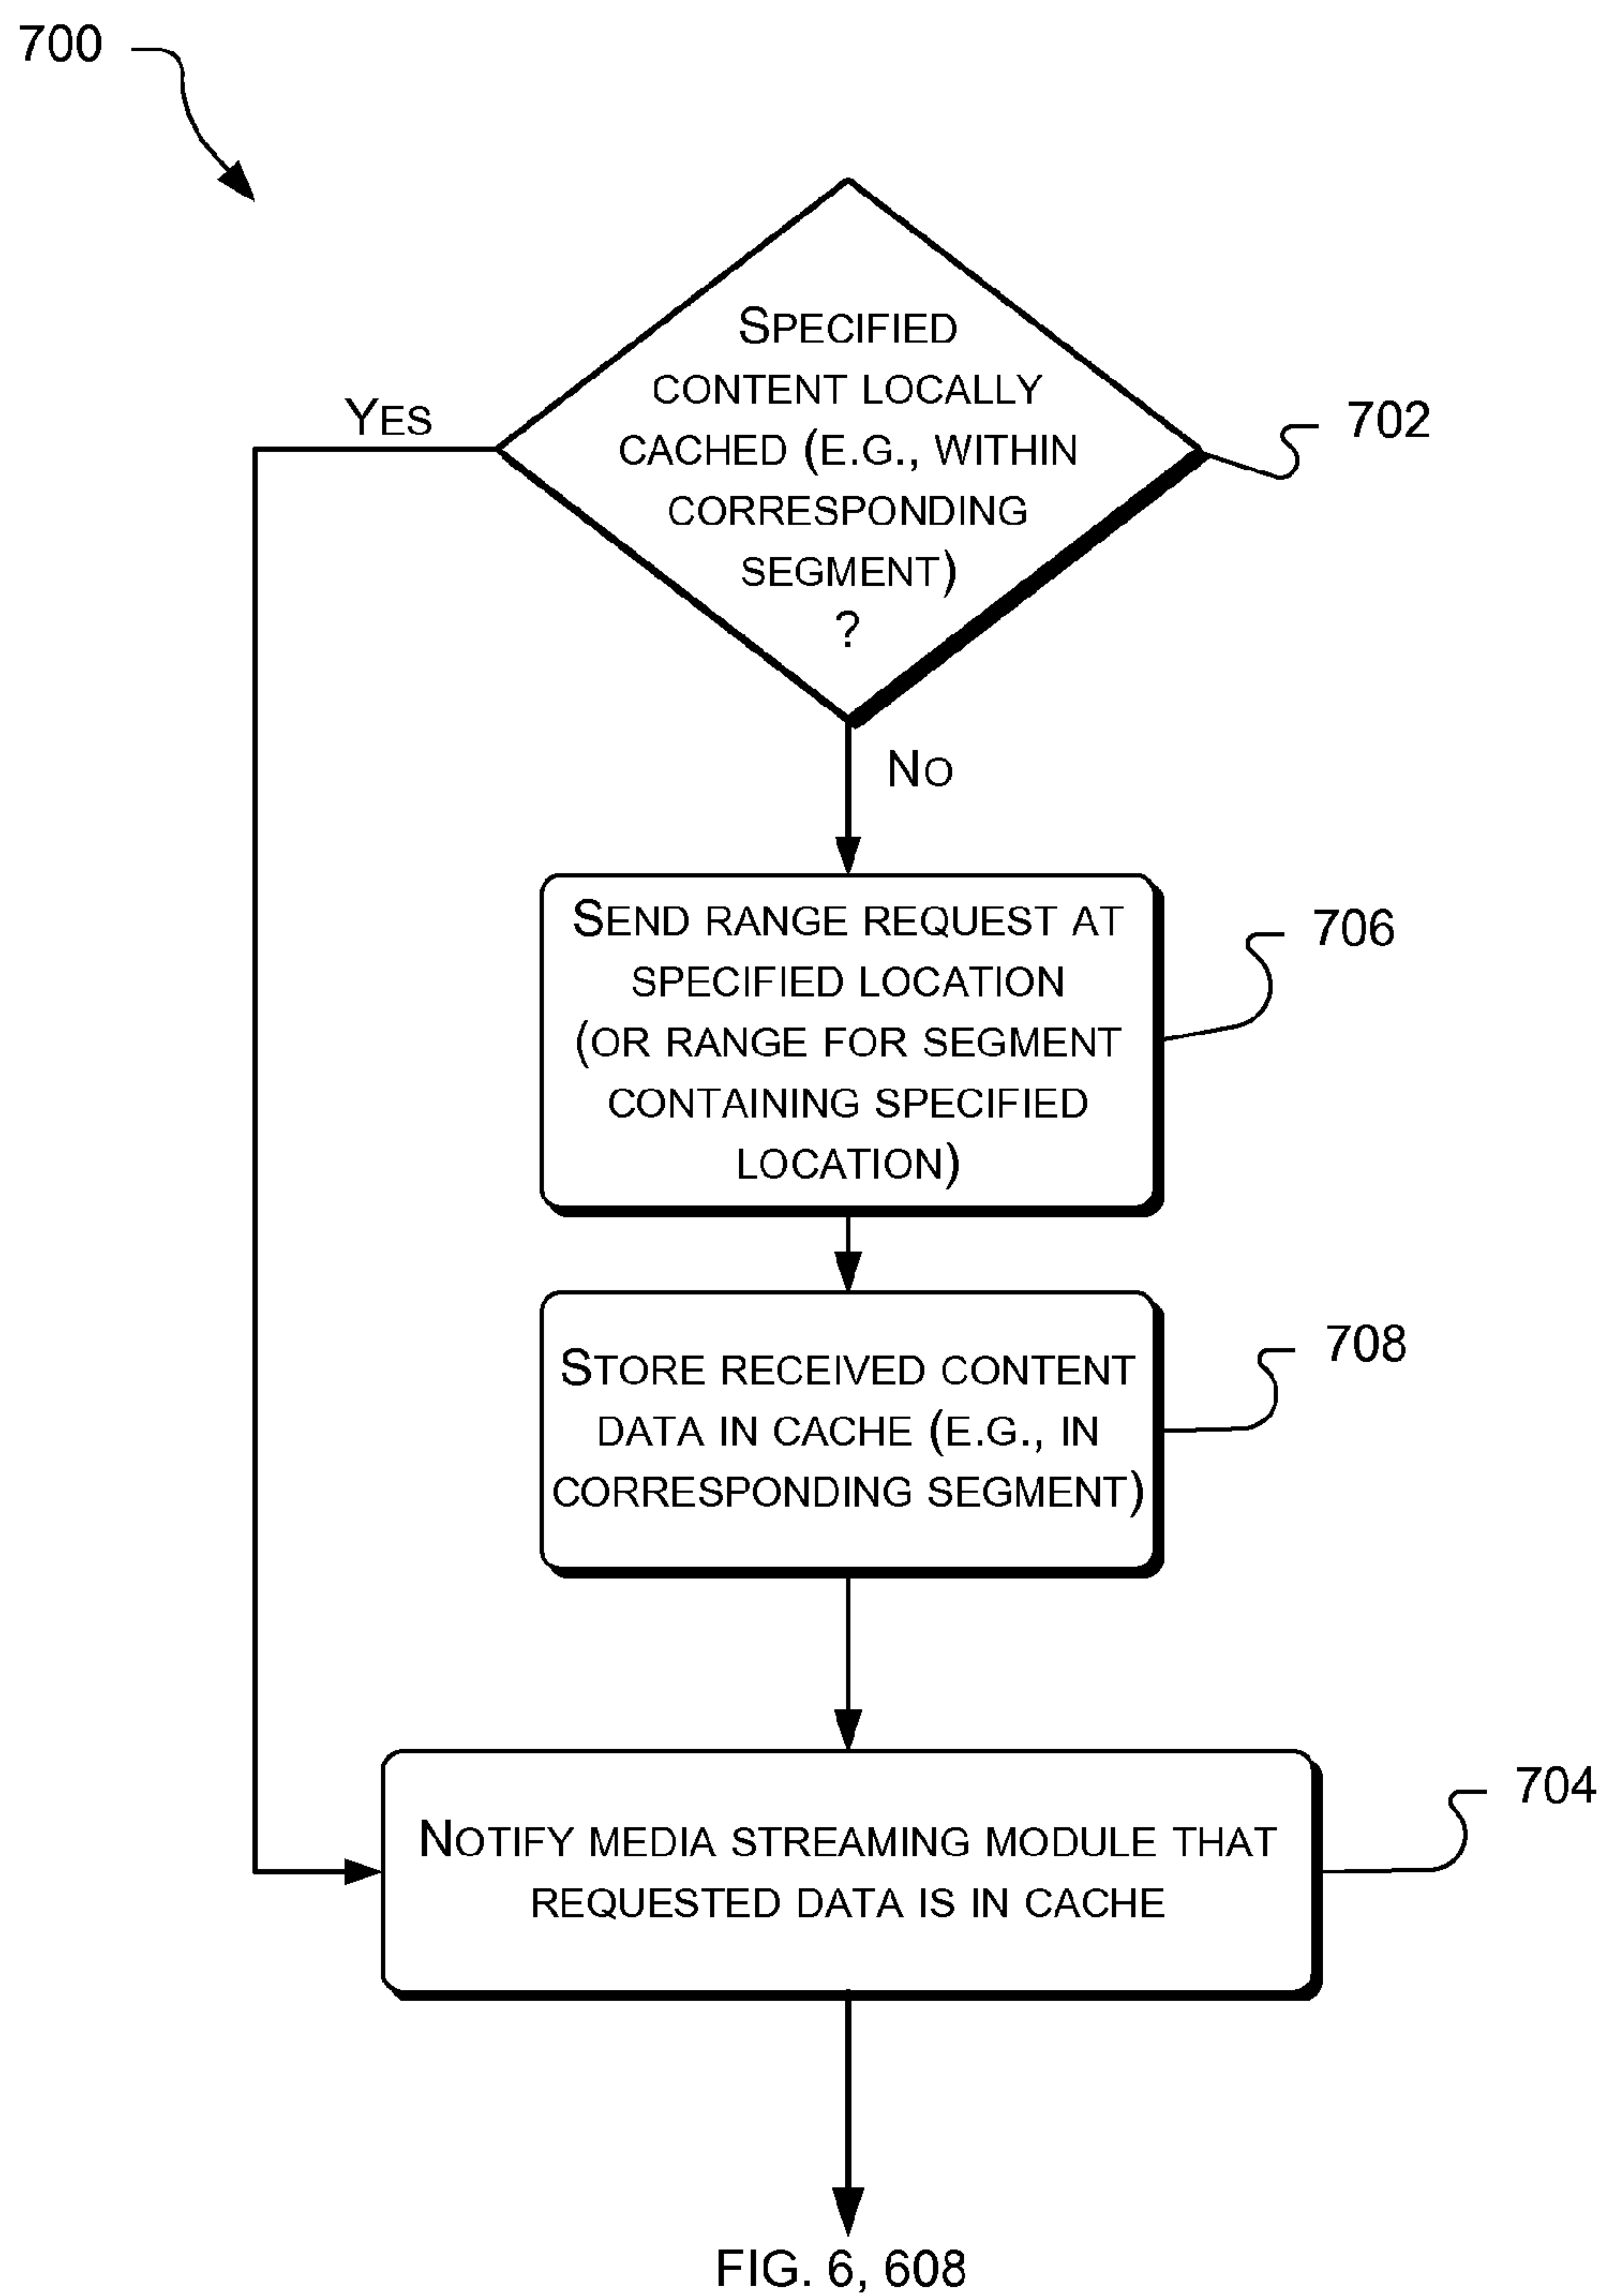 700
SPECIFIED
CONTENT LOCALLY
CACHED (E.G., WITHIN
CORRESPONDING
SEGMENT)
?
YES
702
NO
SEND RANGE REQUEST AT
SPECIFIED LOCATION
(OR RANGE FOR SEGMENT
CONTAINING SPECIFIED
LOCATION)
706
STORE RECEIVED CONTENT
DATA IN CACHE (E.G., IN
CORRESPONDING SEGMENT)
708
NOTIFY MEDIA STREAMING MODULE THAT
REQUESTED DATA IS IN CACHE
704
FIG. 6, 608